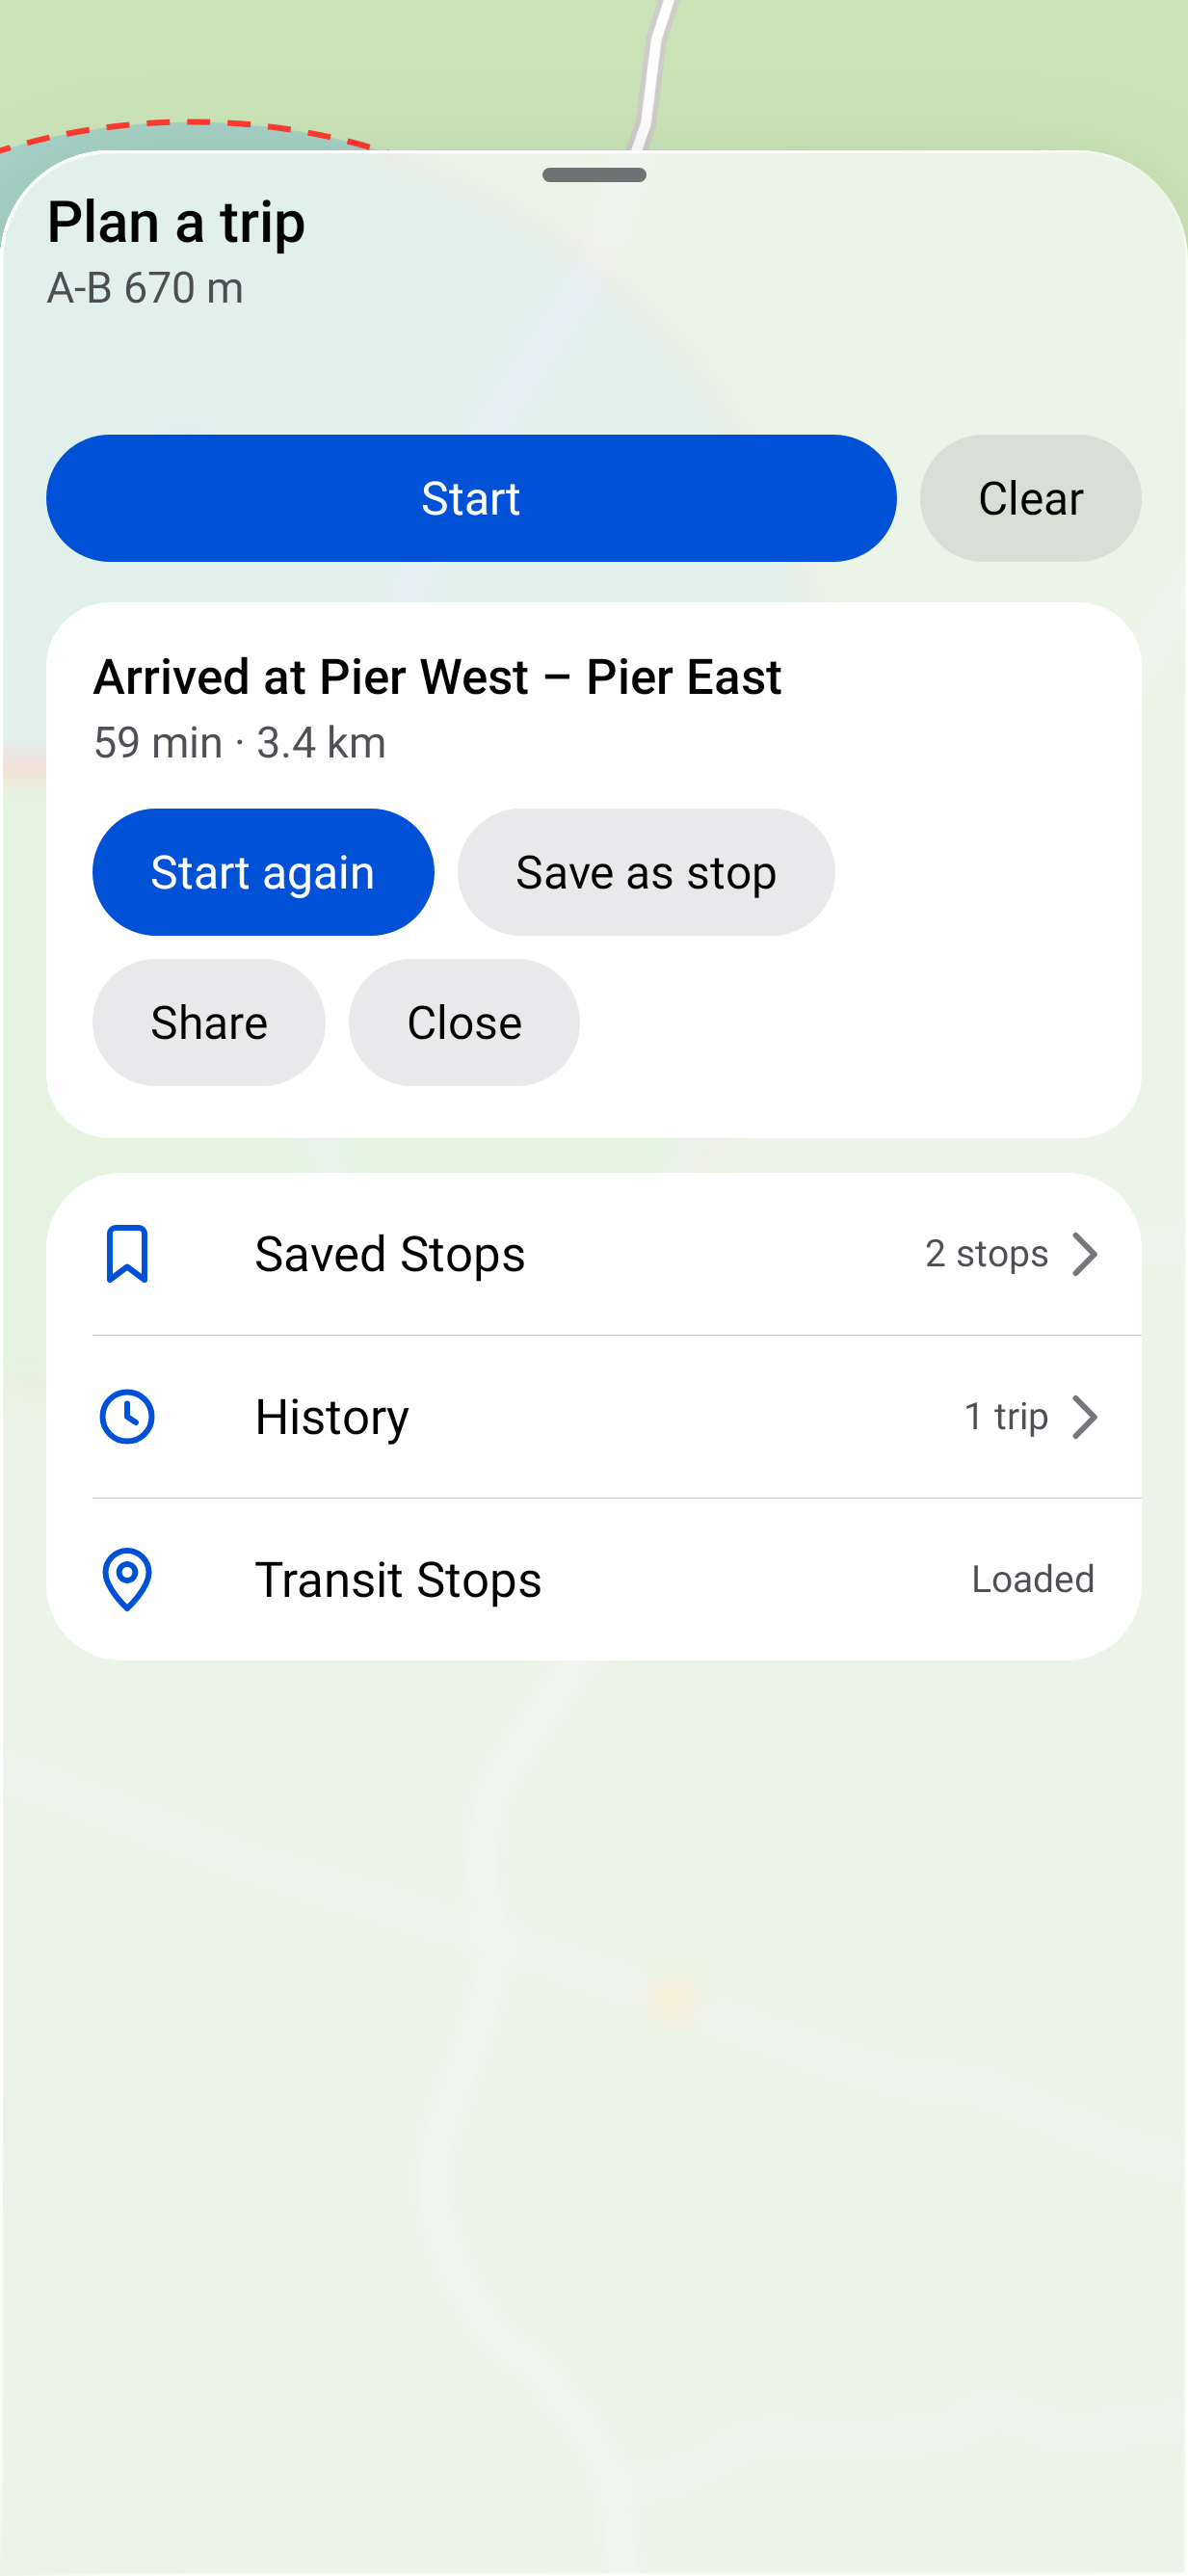 Plan a trip
A-B 670 m
Start
Clear
Arrived at Pier West – Pier East
59 min · 3.4 km
Start again
Save as stop
Share
Close
Saved Stops
2 stops
History
1 trip
Transit Stops
Loaded